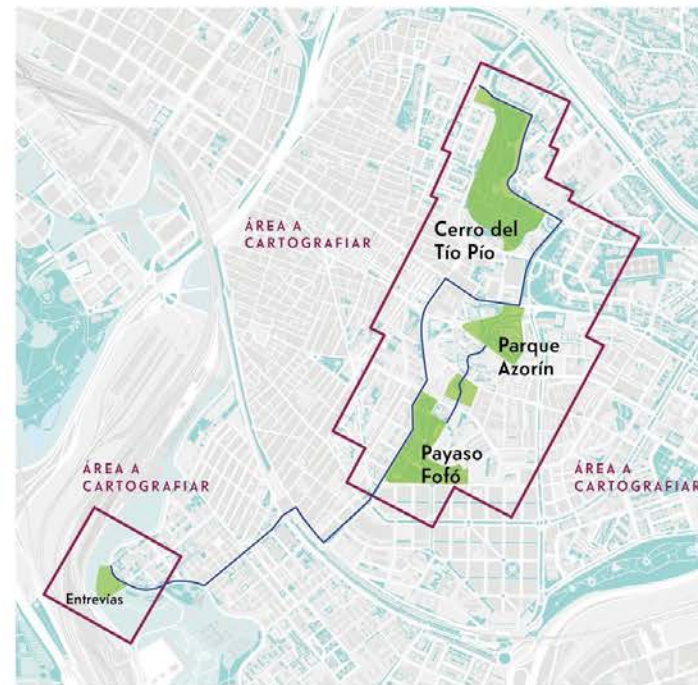 ÁREA A
CARTOGRAFIAR
Cerro del
Tío Pío
Parque
Azorín
Payaso
Fofó
ÁREA A
CARTOGRAFIAR
ÁREA A
CARTOGRAFIAR
Entrevías